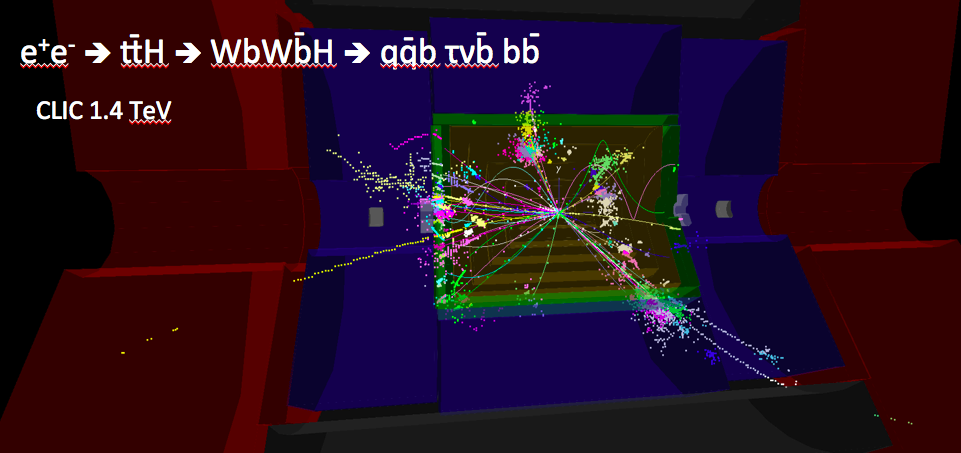 e⁺e⁻ ➔ tt̄H ➔ WbWb̄H ➔ qq̄b τνb̄ bb̄
CLIC 1.4 TeV